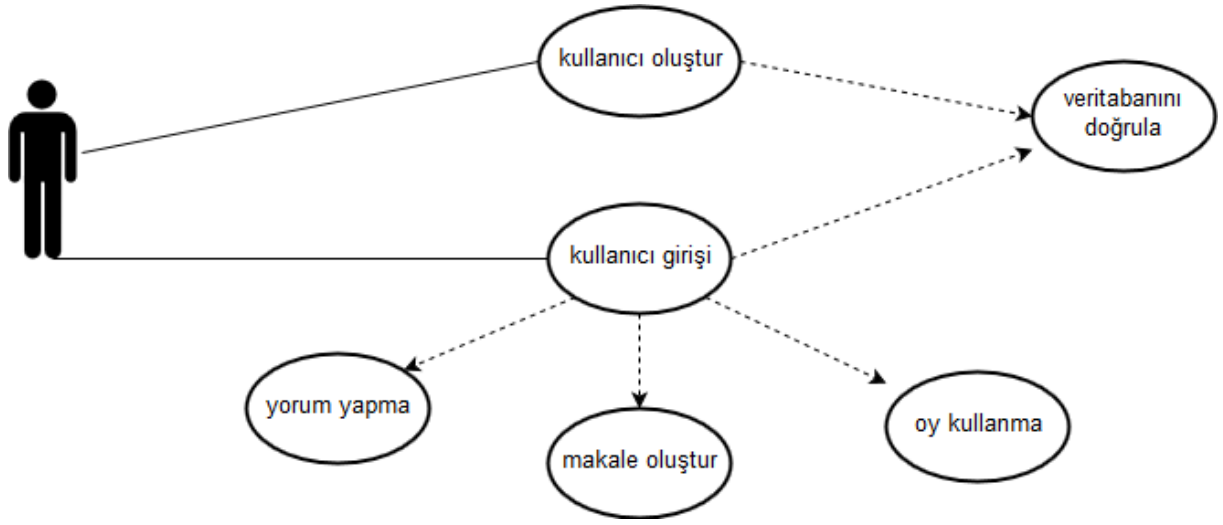 kullanıcı oluştur
veritabanını
doğrula
kullanıcı girişi
yorum yapma
makale oluştur
oy kullanma